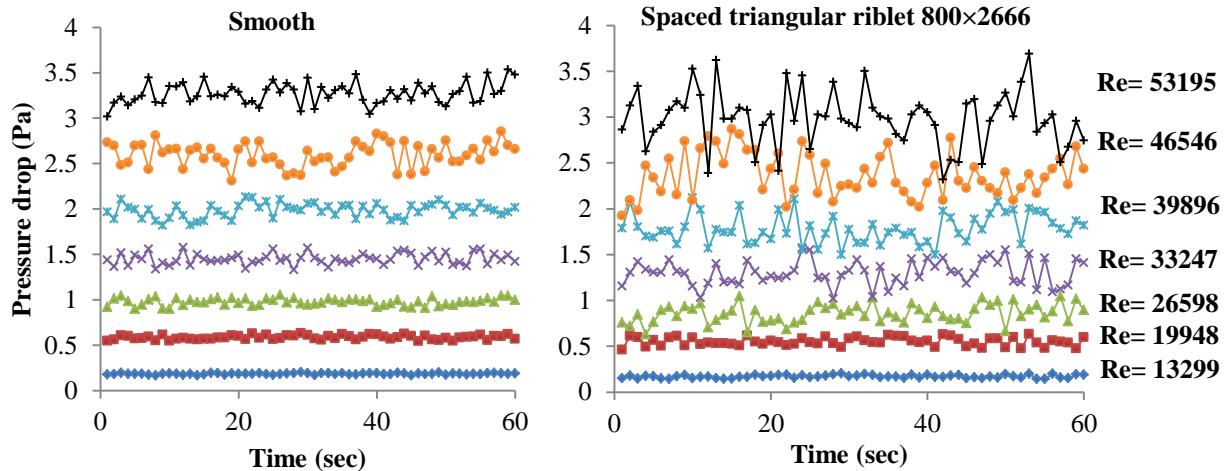 Smooth
Spaced triangular riblet 800×2666
Pressure drop (Pa)
4
3.5
3
2.5
2
1.5
1
0.5
0
0
20
40
60
Time (sec)
4
3.5
3
2.5
2
1.5
1
0.5
0
0
20
40
60
Time (sec)
Re= 53195
Re= 46546
Re= 39896
Re= 33247
Re= 26598
Re= 19948
Re= 13299